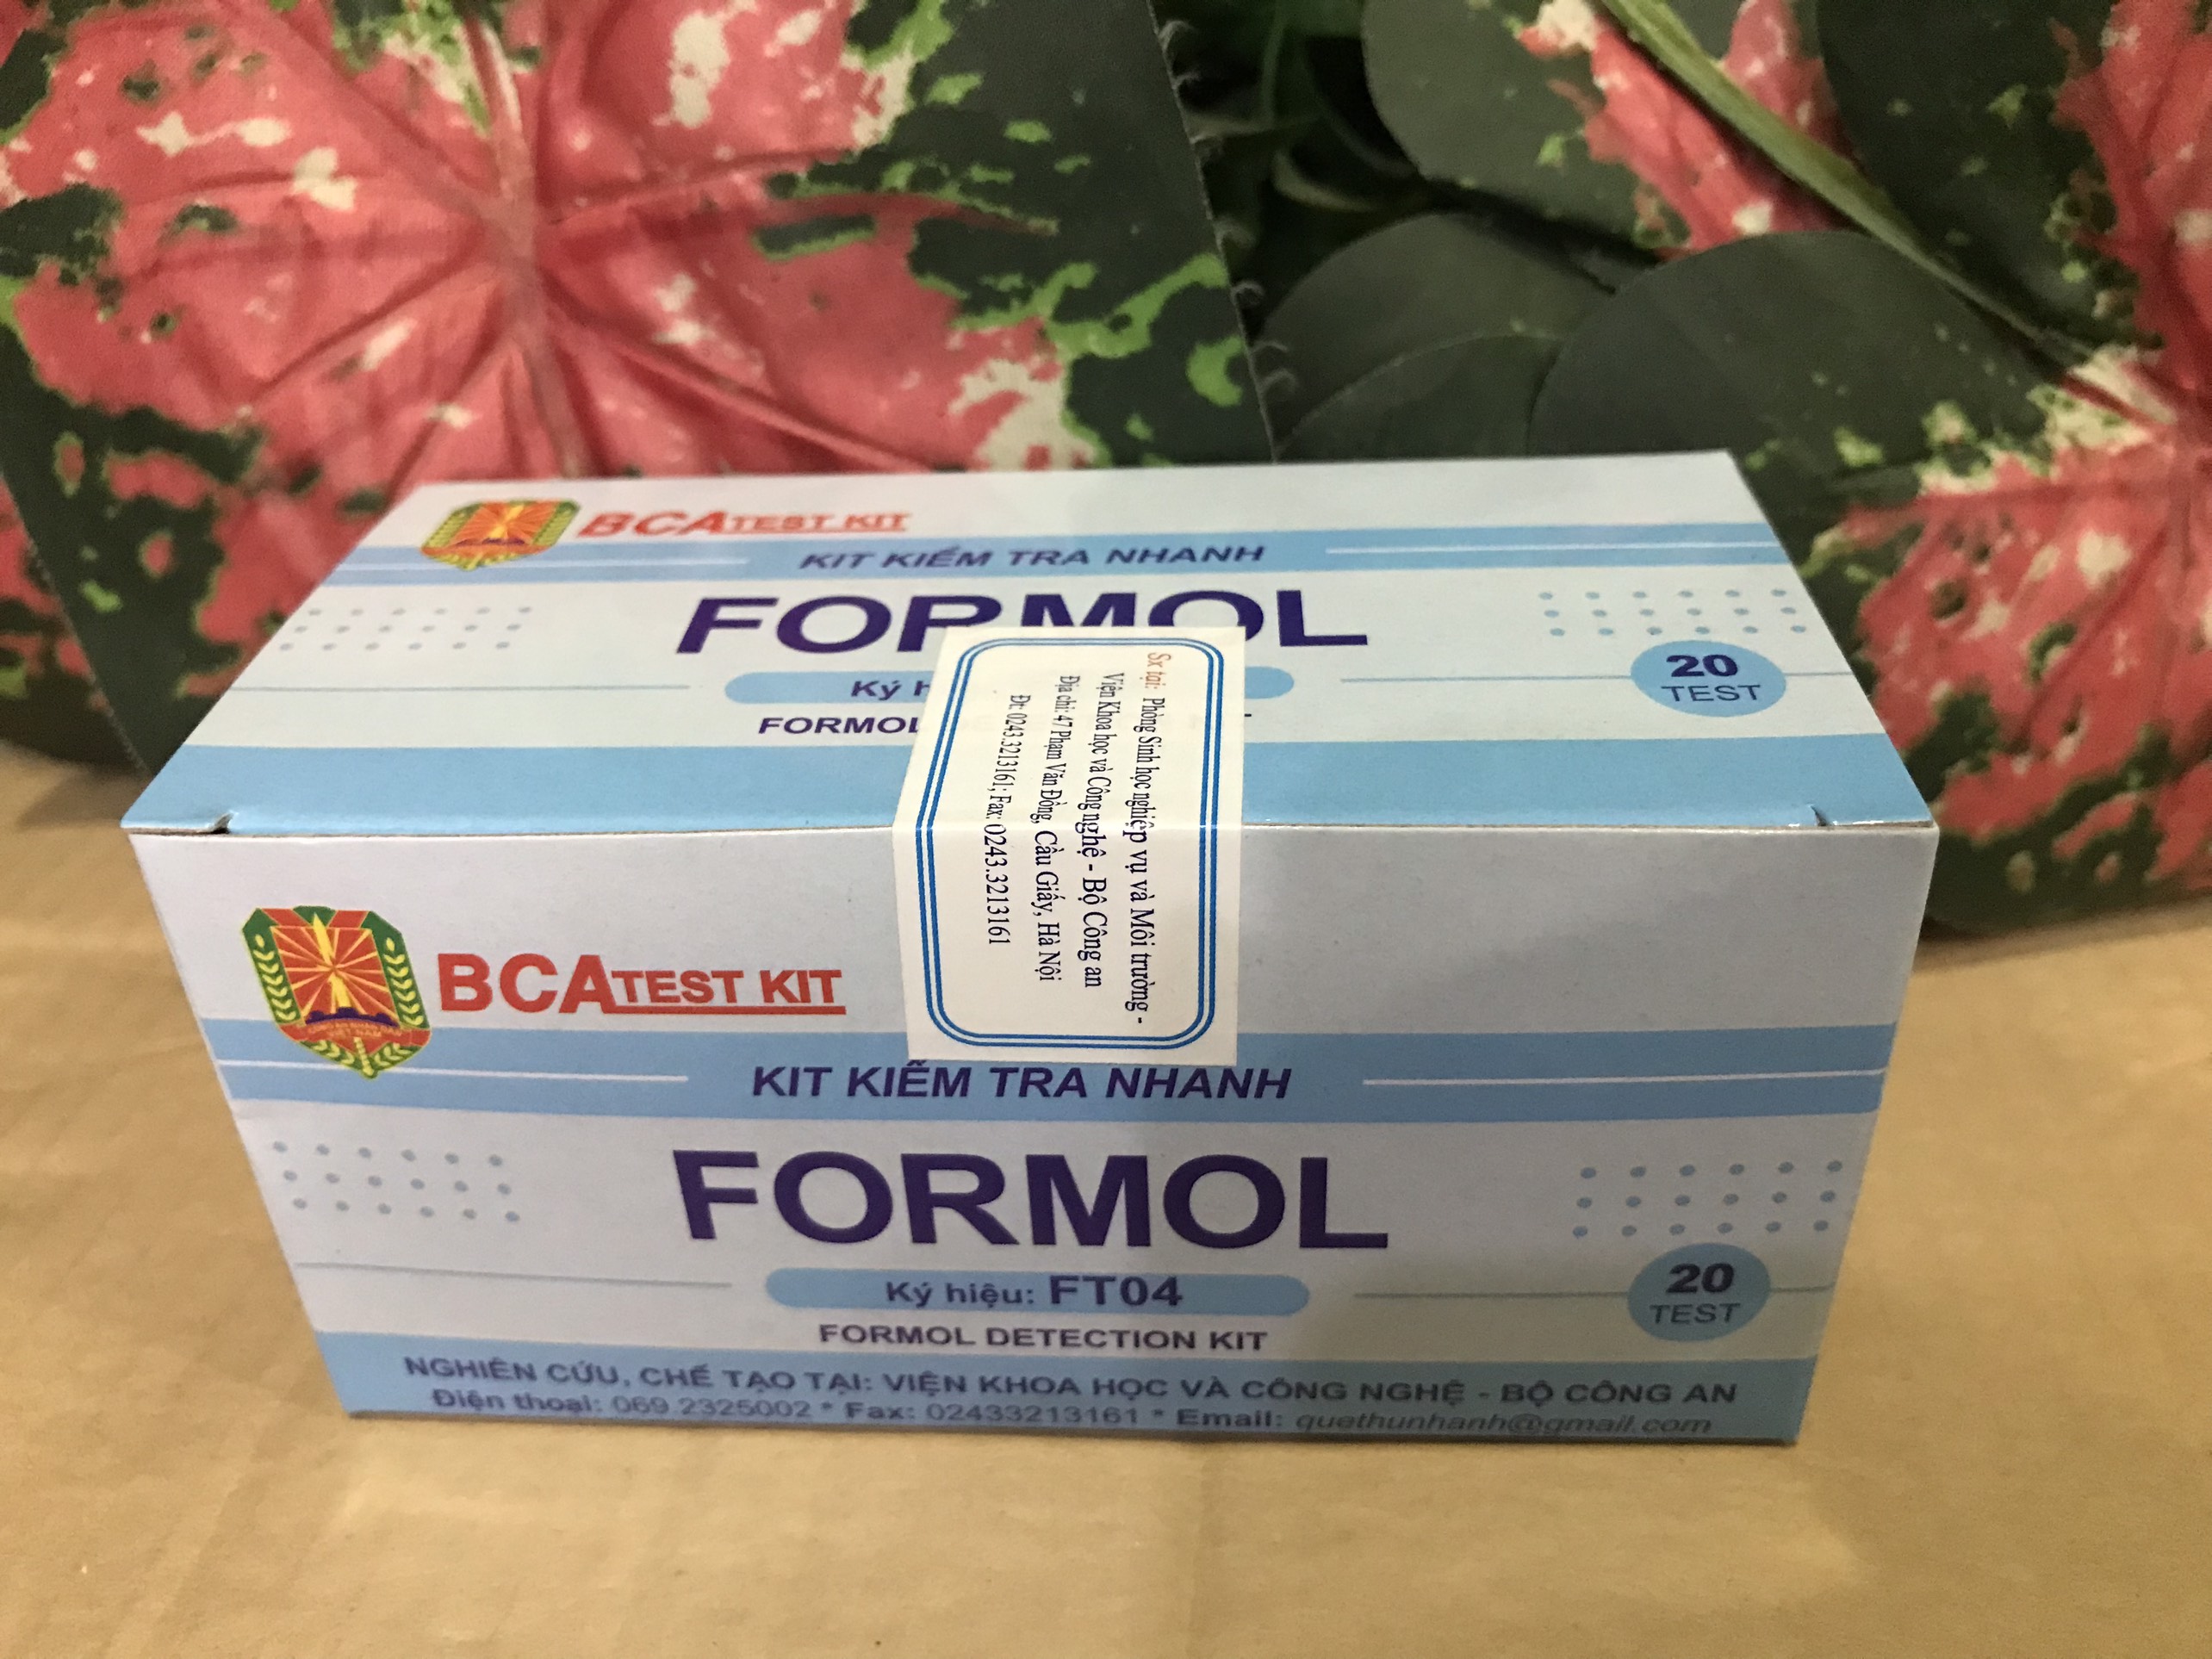 BCATEST KIT
KIT KIỂM TRA NHANH
FORMOL
Ký
20
TEST
FORMOL
Sx tại: Phòng Sinh học nghiệp vụ và Môi trường -
Viện Khoa học và Công nghệ - Bộ Công an
Địa chỉ: 47 Phạm Văn Đồng, Cầu Giấy, Hà Nội
Đt: 0243.3213161; Fax: 0243.3213161
BCATEST KIT
KIT KIỂM TRA NHANH
FORMOL
Ký hiệu: FT04
20
TEST
FORMOL DETECTION KIT
NGHIÊN CỨU, CHẾ TẠO TẠI: VIỆN KHOA HỌC VÀ CÔNG NGHỆ - BỘ CÔNG AN
Điện thoại: 069.2325002 * Fax: 02433213161 * Email: quethunhanh@gmail.com